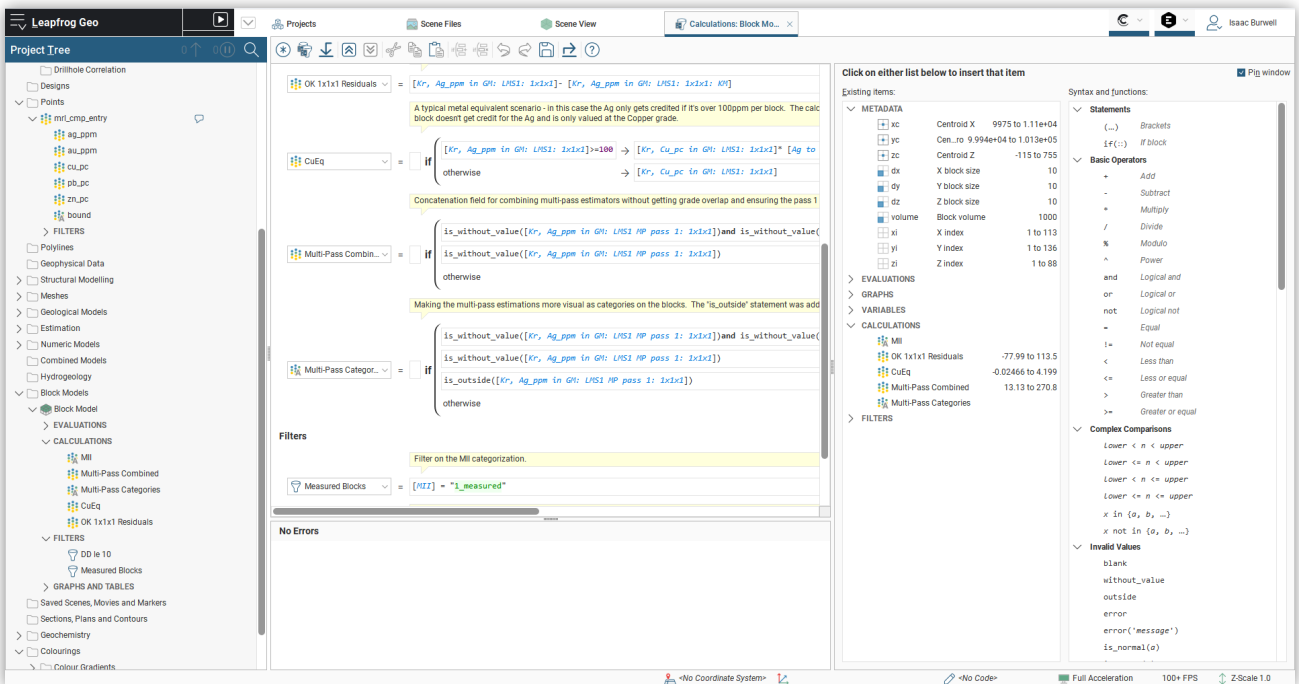 Leapfrog Geo
Projects
Scene Files
Scene View
Calculations: Block Mo...
Isaac Burwell
Project Tree
0
0
Drillhole Correlation
Designs
Points
mrl_cmp_entry
ag_ppm
au_ppm
cu_pc
pb_pc
zn_pc
bound
FILTERS
Polylines
Geophysical Data
Structural Modelling
Meshes
Geological Models
Estimation
Numeric Models
Combined Models
Hydrogeology
Block Models
Block Model
EVALUATIONS
CALCULATIONS
MII
Multi-Pass Combined
Multi-Pass Categories
CuEq
OK 1x1x1 Residuals
FILTERS
DD le 10
Measured Blocks
GRAPHS AND TABLES
Saved Scenes, Movies and Markers
Sections, Plans and Contours
Geochemistry
Colourings
Colour Gradients
OK 1x1x1 Residuals = [Kr, Ag_ppm in GM: LMS1: 1x1x1]- [Kr, Ag_ppm in GM: LMS1: 1x1x1: KM]
A typical metal equivalent scenario - in this case the Ag only gets credited if it's over 100ppm per block. The calc
block doesn't get credit for the Ag and is only valued at the Copper grade.
CuEq = if
[Kr, Ag_ppm in GM: LMS1: 1x1x1]>=100 → [Kr, Cu_pc in GM: LMS1: 1x1x1]* [Ag to
otherwise → [Kr, Cu_pc in GM: LMS1: 1x1x1]
Concatenation field for combining multi-pass estimators without getting grade overlap and ensuring the pass 1
Multi-Pass Combin... = if
is_without_value([Kr, Ag_ppm in GM: LMS1 MP pass 1: 1x1x1])and is_without_value(
is_without_value([Kr, Ag_ppm in GM: LMS1 MP pass 1: 1x1x1])
otherwise
Making the multi-pass estimations more visual as categories on the blocks. The "is_outside" statement was add
Multi-Pass Categor... = if
is_without_value([Kr, Ag_ppm in GM: LMS1 MP pass 1: 1x1x1])and is_without_value(
is_without_value([Kr, Ag_ppm in GM: LMS1 MP pass 1: 1x1x1])
is_outside([Kr, Ag_ppm in GM: LMS1 MP pass 1: 1x1x1])
otherwise
Filters
Filter on the MII categorization.
Measured Blocks = [MII] = "1_measured"
No Errors
Click on either list below to insert that item
Pin window
Existing items:
METADATA
xc Centroid X 9975 to 1.11e+04
yc Cen...ro 9.994e+04 to 1.013e+05
zc Centroid Z -115 to 755
dx X block size 10
dy Y block size 10
dz Z block size 10
volume Block volume 1000
xi X index 1 to 113
yi Y index 1 to 136
zi Z index 1 to 88
EVALUATIONS
GRAPHS
VARIABLES
CALCULATIONS
MII
OK 1x1x1 Residuals -77.99 to 113.5
CuEq -0.02466 to 4.199
Multi-Pass Combined 13.13 to 270.8
Multi-Pass Categories
FILTERS
Syntax and functions:
Statements
(...) Brackets
if(::) If block
Basic Operators
+ Add
- Subtract
* Multiply
/ Divide
% Modulo
^ Power
and Logical and
or Logical or
not Logical not
= Equal
!= Not equal
< Less than
<= Less or equal
> Greater than
>= Greater or equal
Complex Comparisons
Lower < n < upper
Lower <= n < upper
Lower < n <= upper
Lower <= n <= upper
x in {a, b, …}
x not in {a, b, …}
Invalid Values
blank
without_value
outside
error
error('message')
is_normal(a)
<No Coordinate System>
<No Code>
Full Acceleration
100+ FPS
Z-Scale 1.0